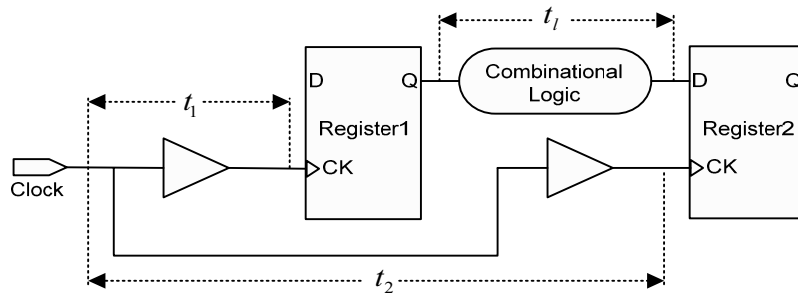 t_l
D Q
Combinational
Logic
D Q
t_1
Register1
Register2
CK
CK
Clock
t_2